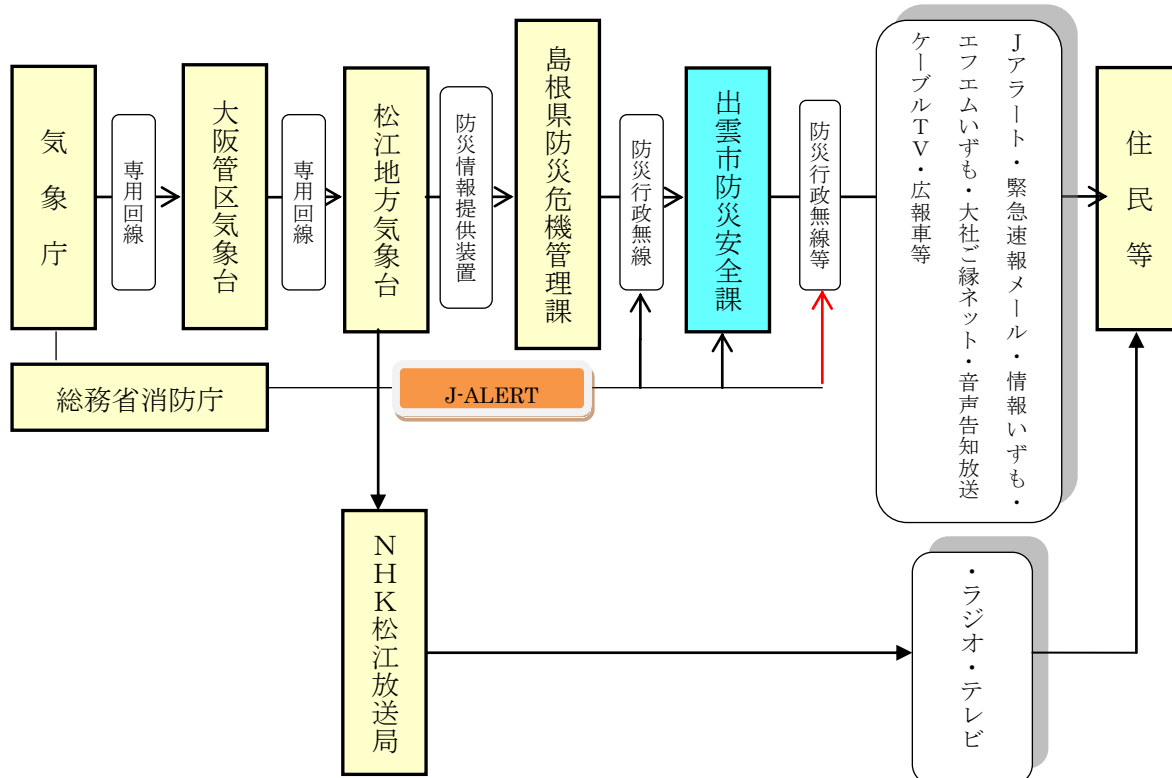 気象庁
専用回線
大阪管区気象台
専用回線
松江地方気象台
防災情報提供装置
島根県防災危機管理課
防災行政無線
出雲市防災安全課
防災行政無線等
Jアラート・緊急速報メール・情報いずも・
エフエムいずも・大社ご縁ネット・音声告知放送
ケーブルTV・広報車等
住民等
総務省消防庁
J-ALERT
NHK松江放送局
・ラジオ・テレビ